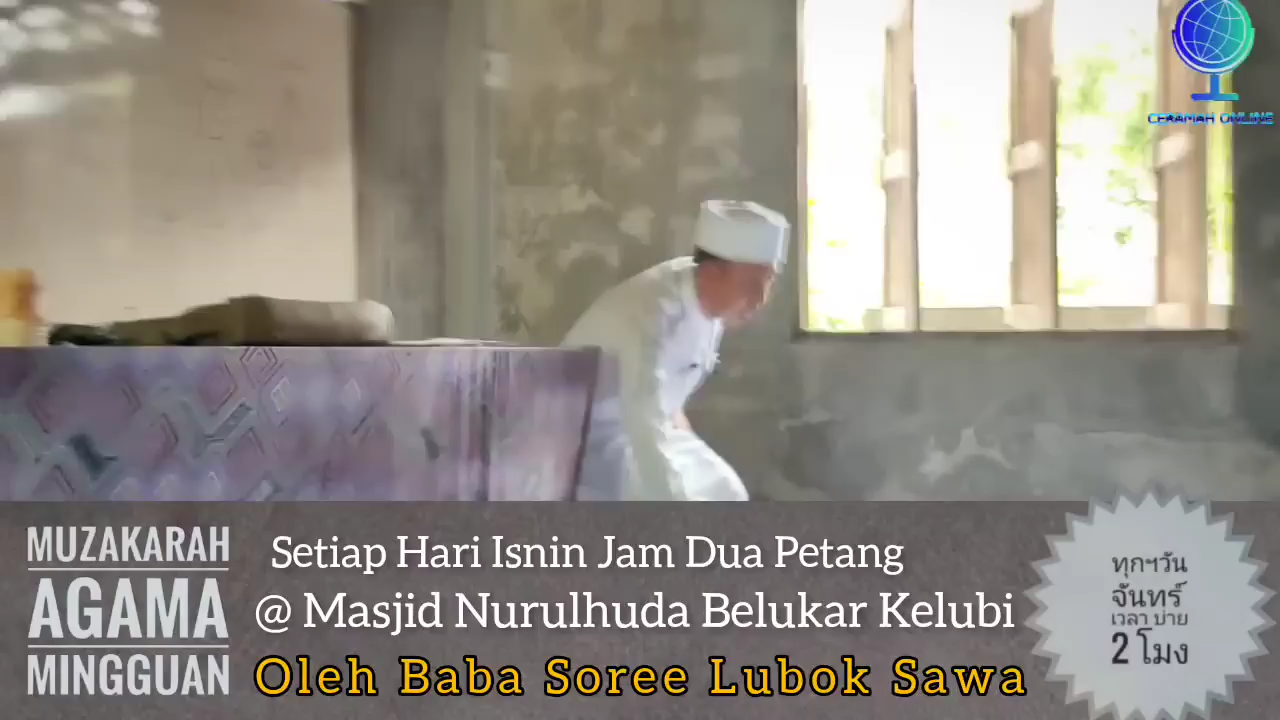 CERAMAH ONLINE
MUZAKARAH
AGAMA
MINGGUAN
Setiap Hari Isnin Jam Dua Petang
@ Masjid Nurulhuda Belukar Kelubi
Oleh Baba Soree Lubok Sawa
ทุกฯวัน
จันทร์
เวลา บ่าย
2 โมง